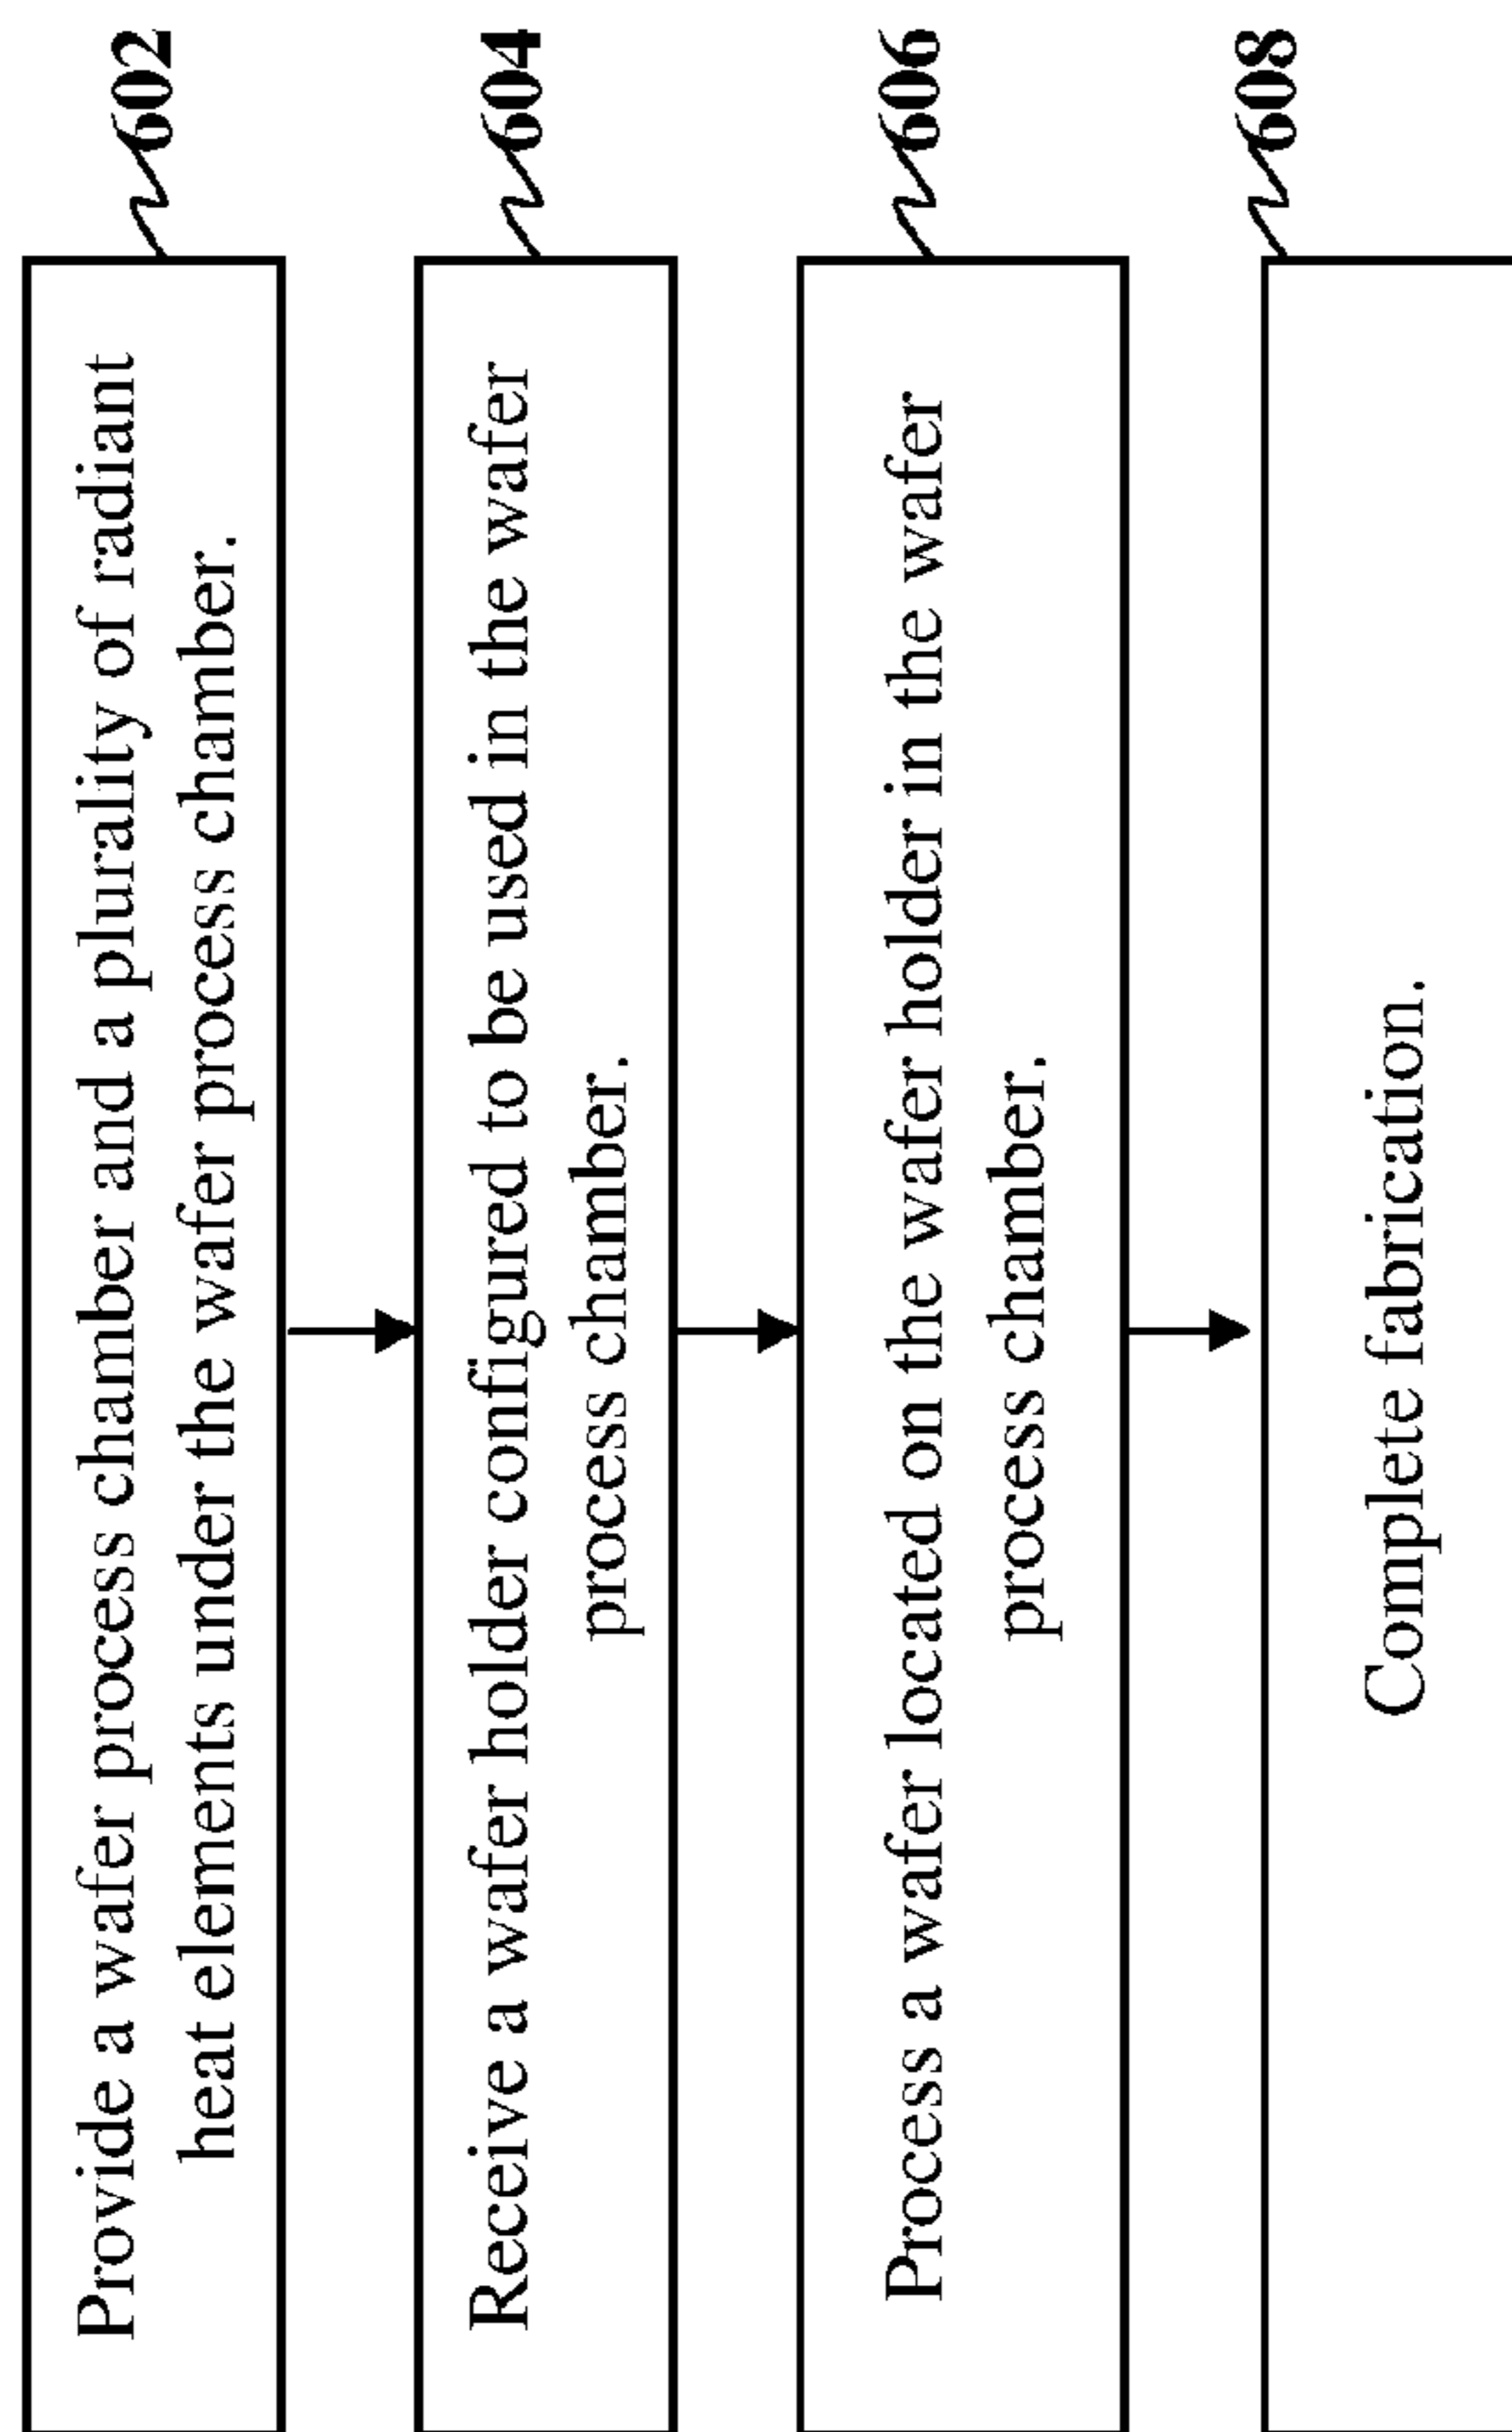 Provide a wafer process chamber and a plurality of radiant
heat elements under the wafer process chamber.
602
Receive a wafer holder configured to be used in the wafer
process chamber.
604
Process a wafer located on the wafer holder in the wafer
process chamber.
606
Complete fabrication.
608